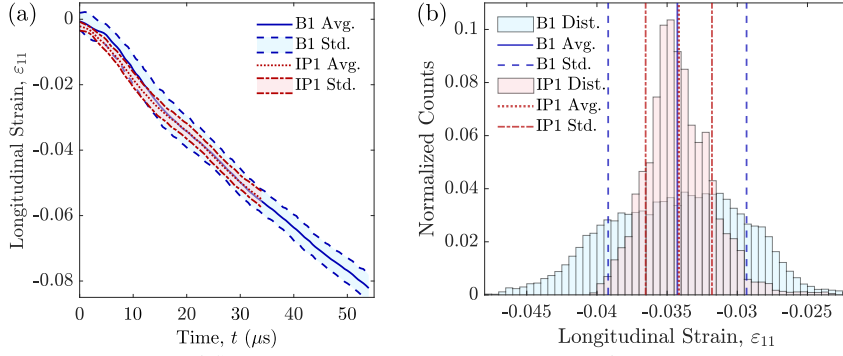 (a)
B1 Avg.
B1 Std.
IP1 Avg.
IP1 Std.
0
-0.02
-0.04
-0.06
-0.08
Longitudinal Strain, ε₁₁
0 10 20 30 40 50
Time, t (μs)
(b)
B1 Dist.
B1 Avg.
B1 Std.
IP1 Dist.
IP1 Avg.
IP1 Std.
0.1
0.08
0.06
0.04
0.02
0
Normalized Counts
-0.045 -0.04 -0.035 -0.03 -0.025
Longitudinal Strain, ε₁₁